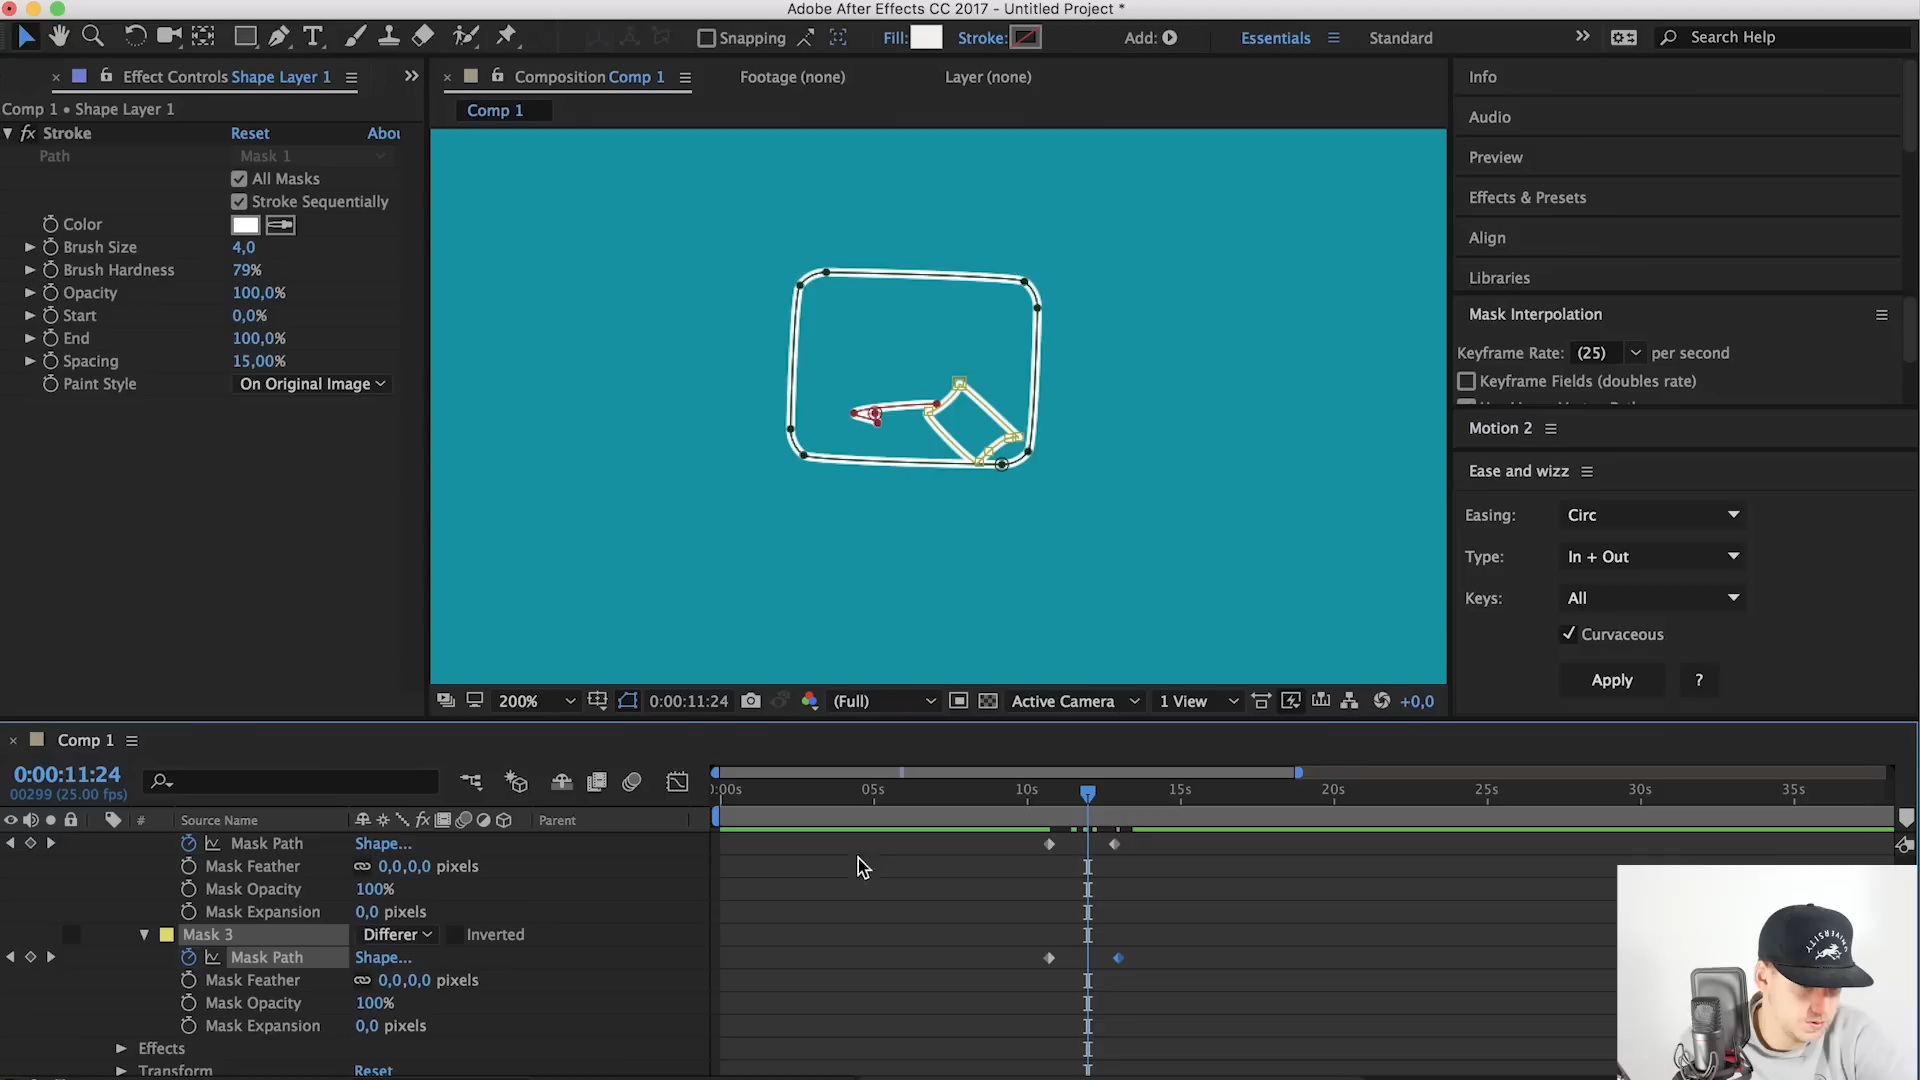 Adobe After Effects CC 2017 - Untitled Project *
Snapping
Fill:
Stroke:
Add:
Essentials
Standard
Search Help
Effect Controls Shape Layer 1
Composition Comp 1
Footage (none)
Layer (none)
Info
Comp 1 • Shape Layer 1
Comp 1
Audio
fx Stroke
Reset
Abou
Path
Mask 1
Preview
All Masks
Stroke Sequentially
Effects & Presets
Color
Align
Brush Size
4,0
Brush Hardness
79%
Libraries
Opacity
100,0%
Start
0,0%
Mask Interpolation
End
100,0%
Keyframe Rate: (25) per second
Spacing
15,00%
Paint Style
On Original Image
Keyframe Fields (doubles rate)
Motion 2
Ease and wizz
Easing:
Circ
Type:
In + Out
Keys:
All
Curvaceous
Apply
?
200%
0:00:11:24
(Full)
Active Camera
1 View
+0,0
Comp 1
0:00:11:24
00299 (25.00 fps)
0:00s
05s
10s
15s
20s
25s
30s
35s
#
Source Name
fx
Parent
Mask Path
Shape...
Mask Feather
0,0,0,0 pixels
Mask Opacity
100%
Mask Expansion
0,0 pixels
Mask 3
Differer
Inverted
Mask Path
Shape...
Mask Feather
0,0,0,0 pixels
Mask Opacity
100%
Mask Expansion
0,0 pixels
Effects
Transform
Reset